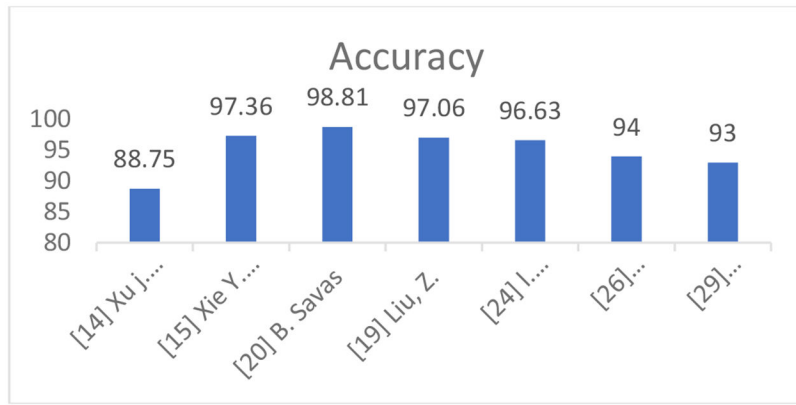 Accuracy
97.36 98.81 97.06 96.63
88.75 94 93
100
95
90
85
80
[14] Xu j....
[15] Xie Y....
[20] B. Savas
[19] Liu, Z.
[24] I....
[26]...
[29]...